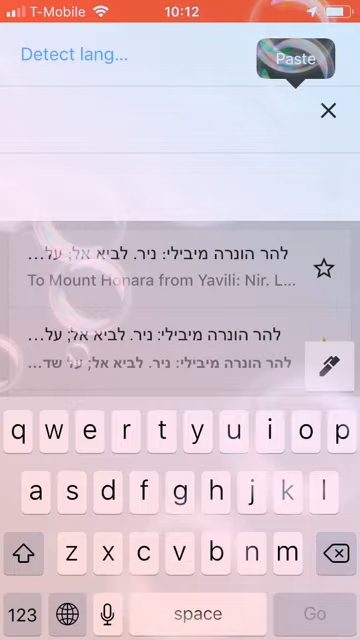 T-Mobile 10:12
Detect lang...
Paste
להר הונרה מיבילי: ניר. לביא אל; על...
To Mount Honara from Yavili: Nir. L...
להר הונרה מיבילי: ניר. לביא אל; על...
להר הונרה מיבילי: ניר. לביא אל; על שד...
q w e r t y u i o p
a s d f g h j k l
z x c v b n m
123 space Go